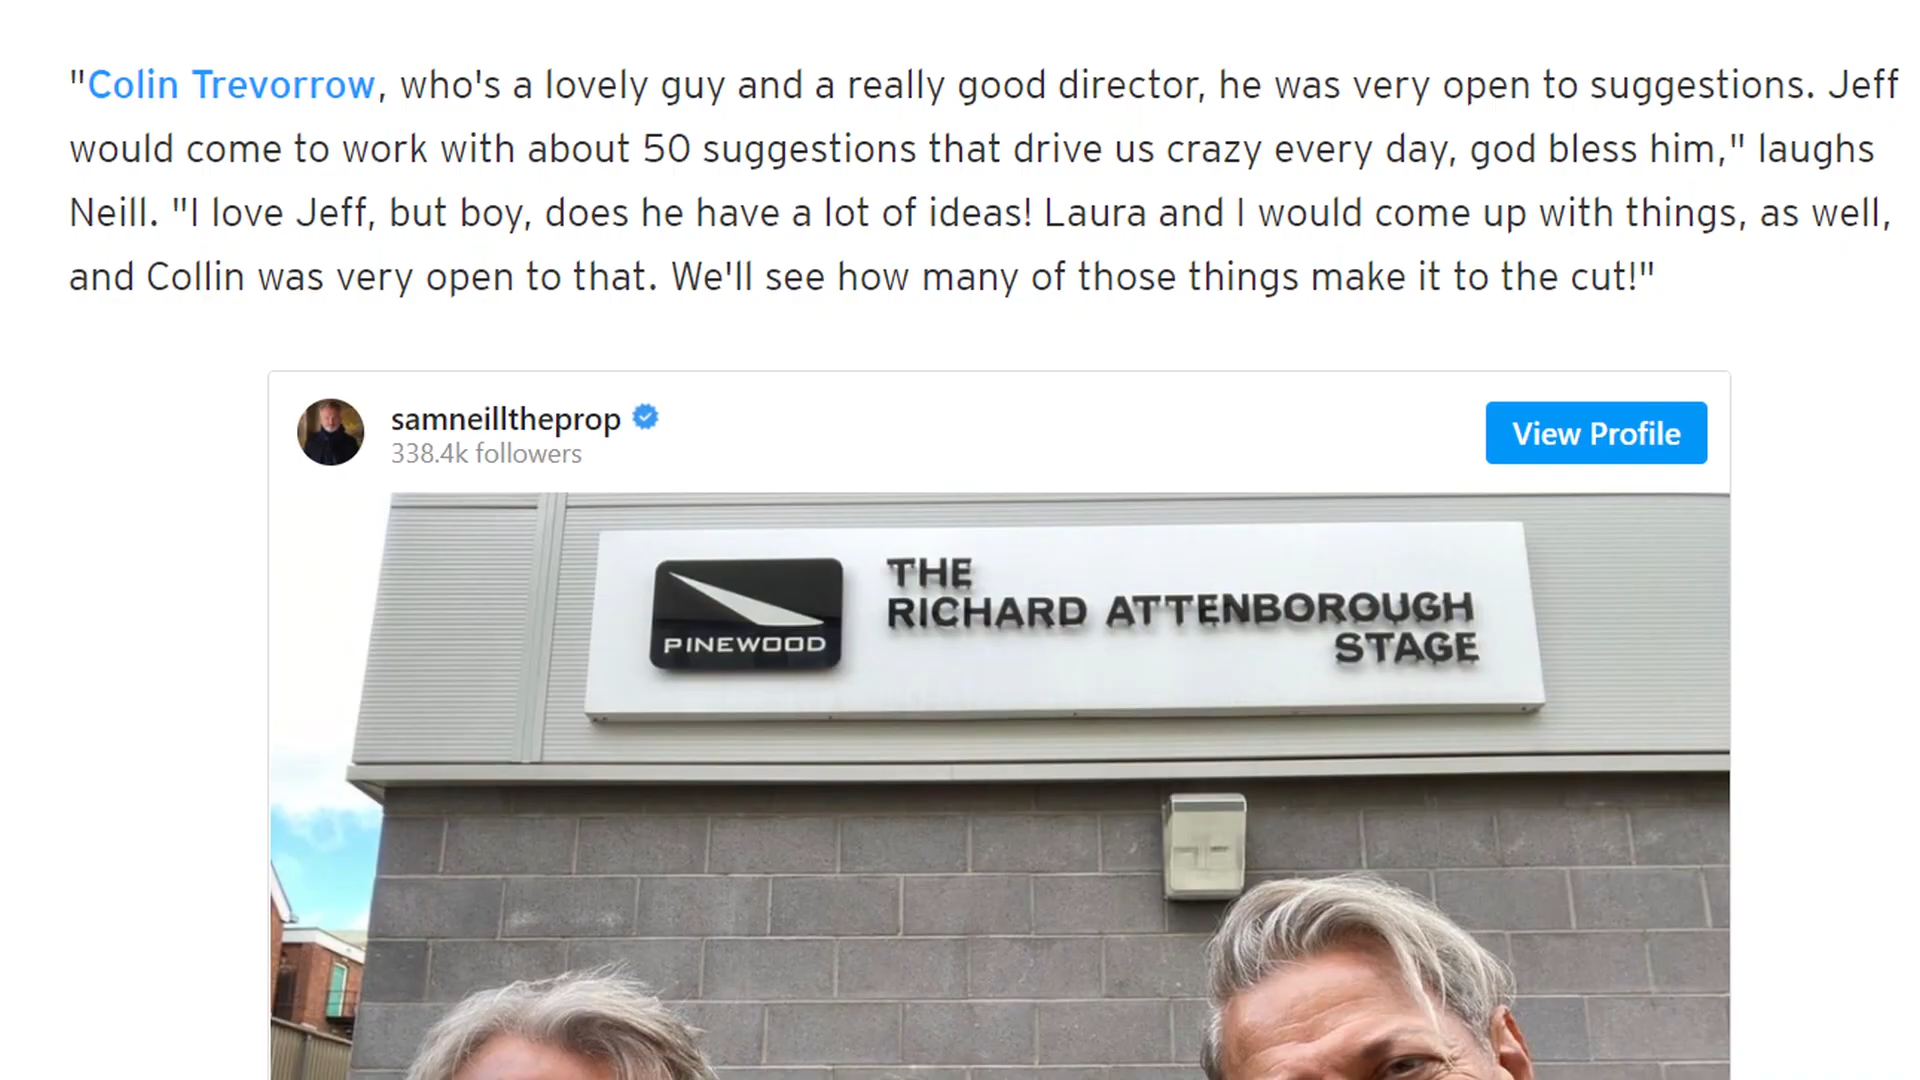 "Colin Trevorrow, who's a lovely guy and a really good director, he was very open to suggestions. Jeff
would come to work with about 50 suggestions that drive us crazy every day, god bless him," laughs
Neill. "I love Jeff, but boy, does he have a lot of ideas! Laura and I would come up with things, as well,
and Collin was very open to that. We'll see how many of those things make it to the cut!"
samneilltheprop
338.4k followers
View Profile
PINEWOOD
THE
RICHARD ATTENBOROUGH
STAGE